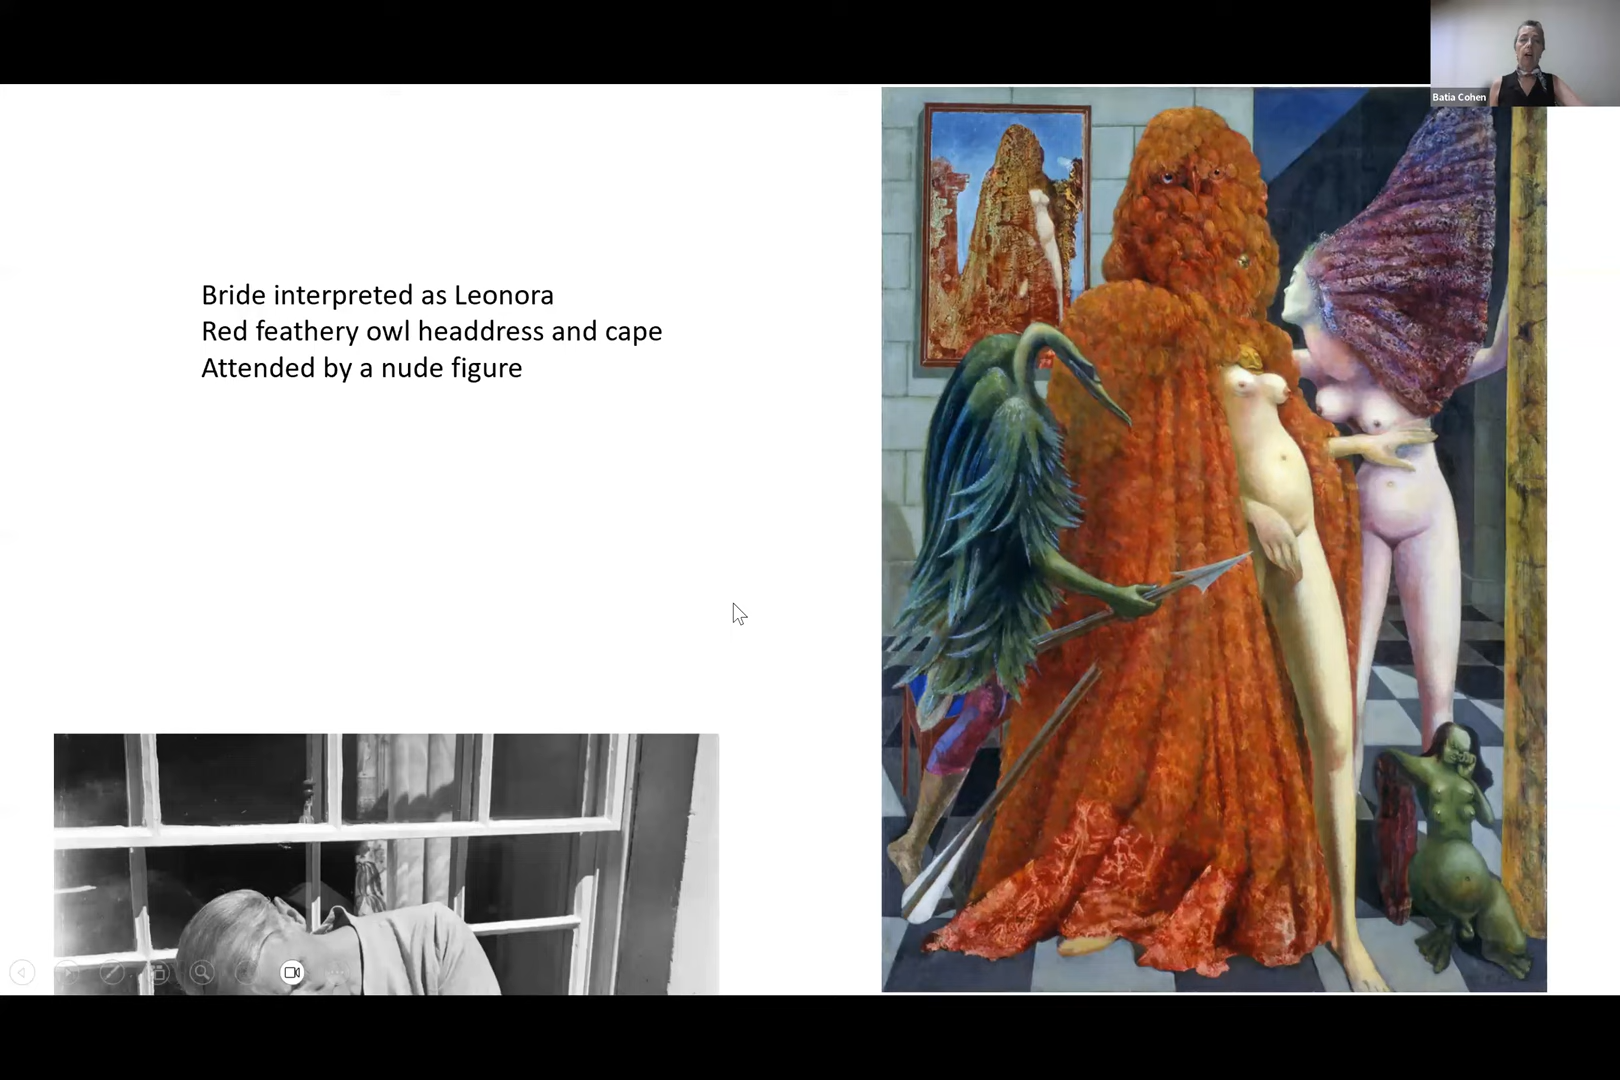 Batia Cohen
Bride interpreted as Leonora
Red feathery owl headdress and cape
Attended by a nude figure